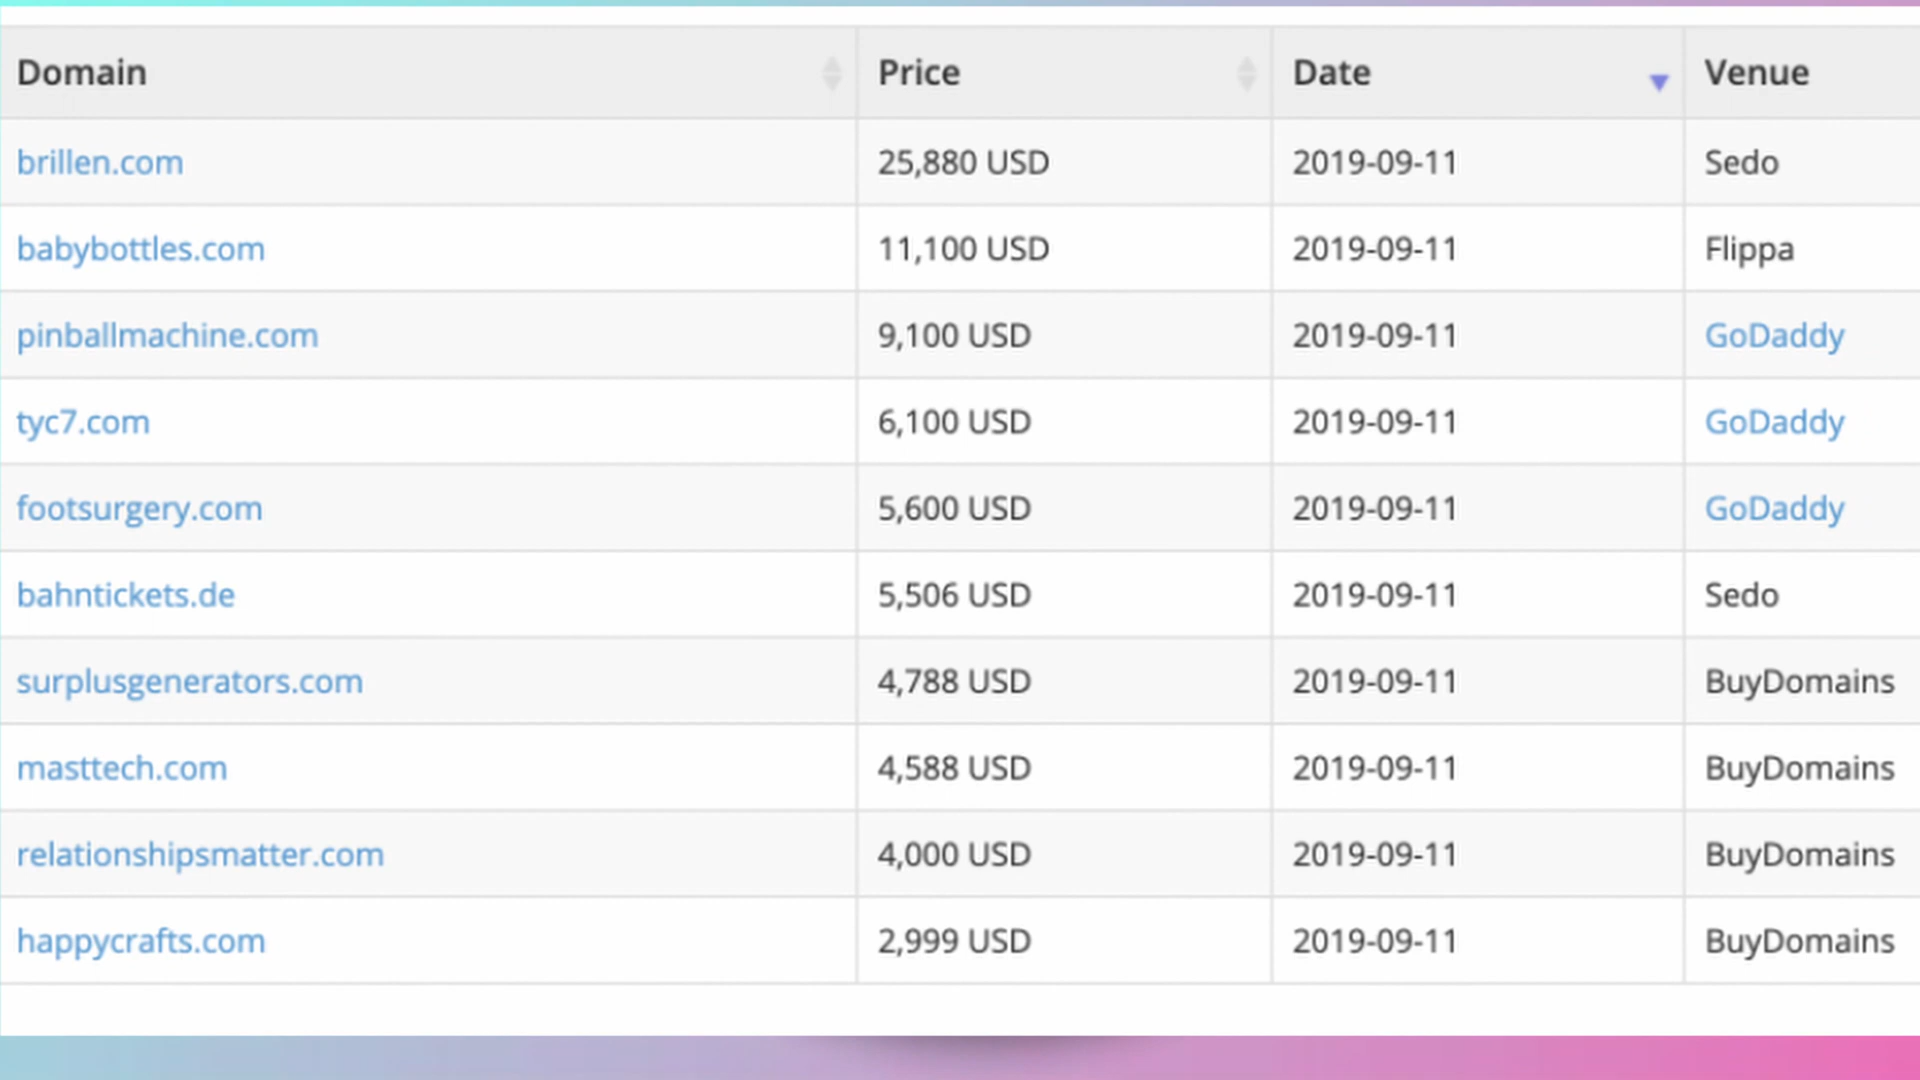 Domain Price Date Venue
brillen.com 25,880 USD 2019-09-11 Sedo
babybottles.com 11,100 USD 2019-09-11 Flippa
pinballmachine.com 9,100 USD 2019-09-11 GoDaddy
tyc7.com 6,100 USD 2019-09-11 GoDaddy
footsurgery.com 5,600 USD 2019-09-11 GoDaddy
bahntickets.de 5,506 USD 2019-09-11 Sedo
surplusgenerators.com 4,788 USD 2019-09-11 BuyDomains
masttech.com 4,588 USD 2019-09-11 BuyDomains
relationshipsmatter.com 4,000 USD 2019-09-11 BuyDomains
happycrafts.com 2,999 USD 2019-09-11 BuyDomains